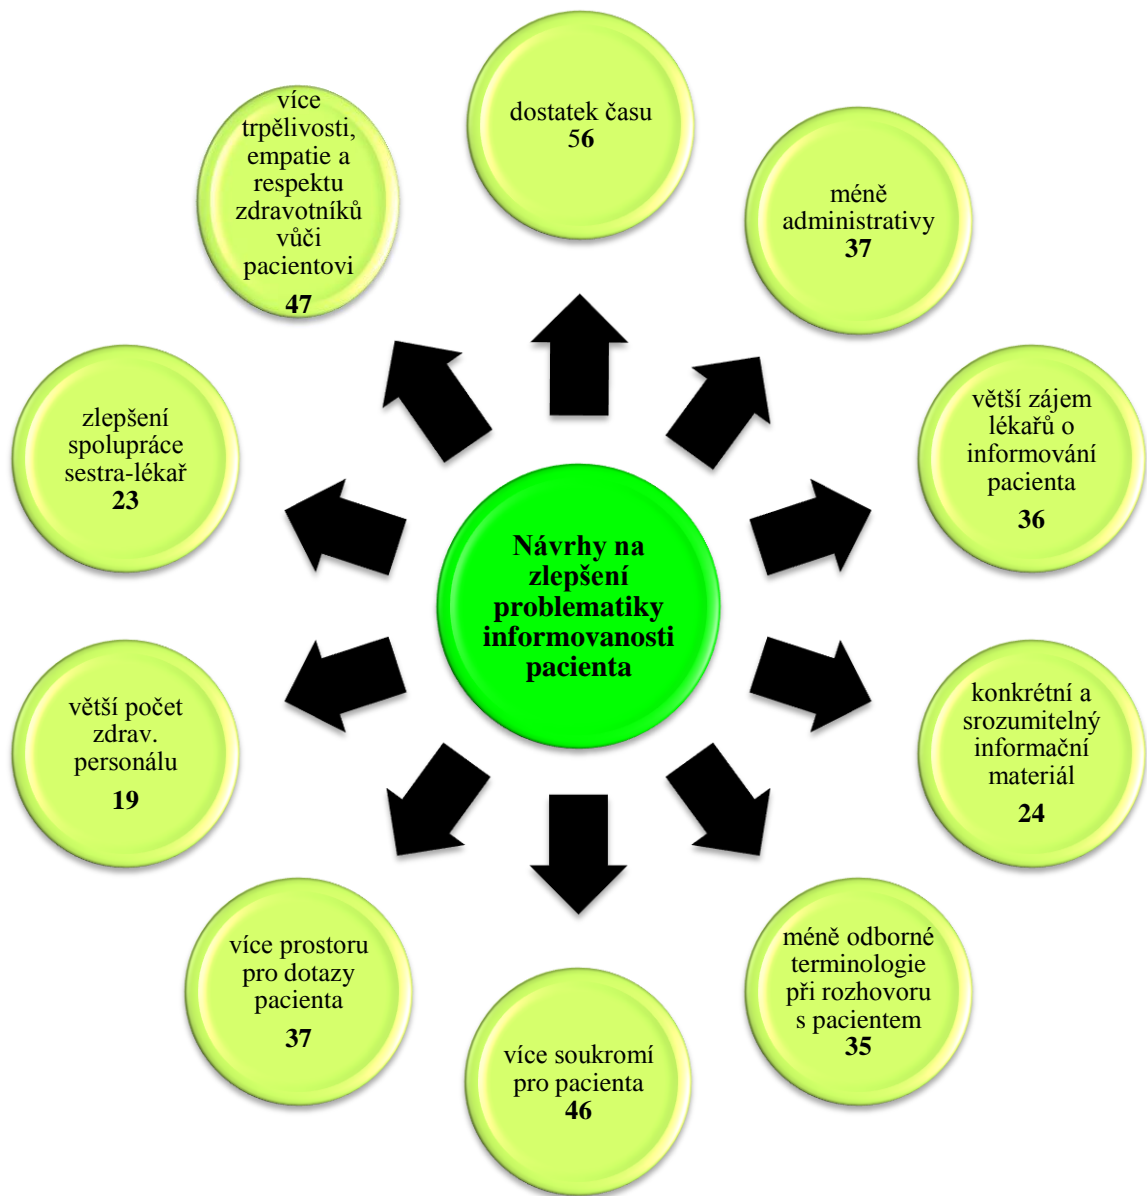 Návrhy na
zlepšení
problematiky
informovanosti
pacienta
dostatek času
56
méně
administrativy
37
větší zájem
lékařů o
informování
pacienta
36
konkrétní a
srozumitelný
informační
materiál
24
méně odborné
terminologie
při rozhovoru
s pacientem
35
více soukromí
pro pacienta
46
více prostoru
pro dotazy
pacienta
37
větší počet
zdrav.
personálu
19
zlepšení
spolupráce
sestra-lékař
23
více
trpělivosti,
empatie a
respektu
zdravotníků
vůči
pacientovi
47